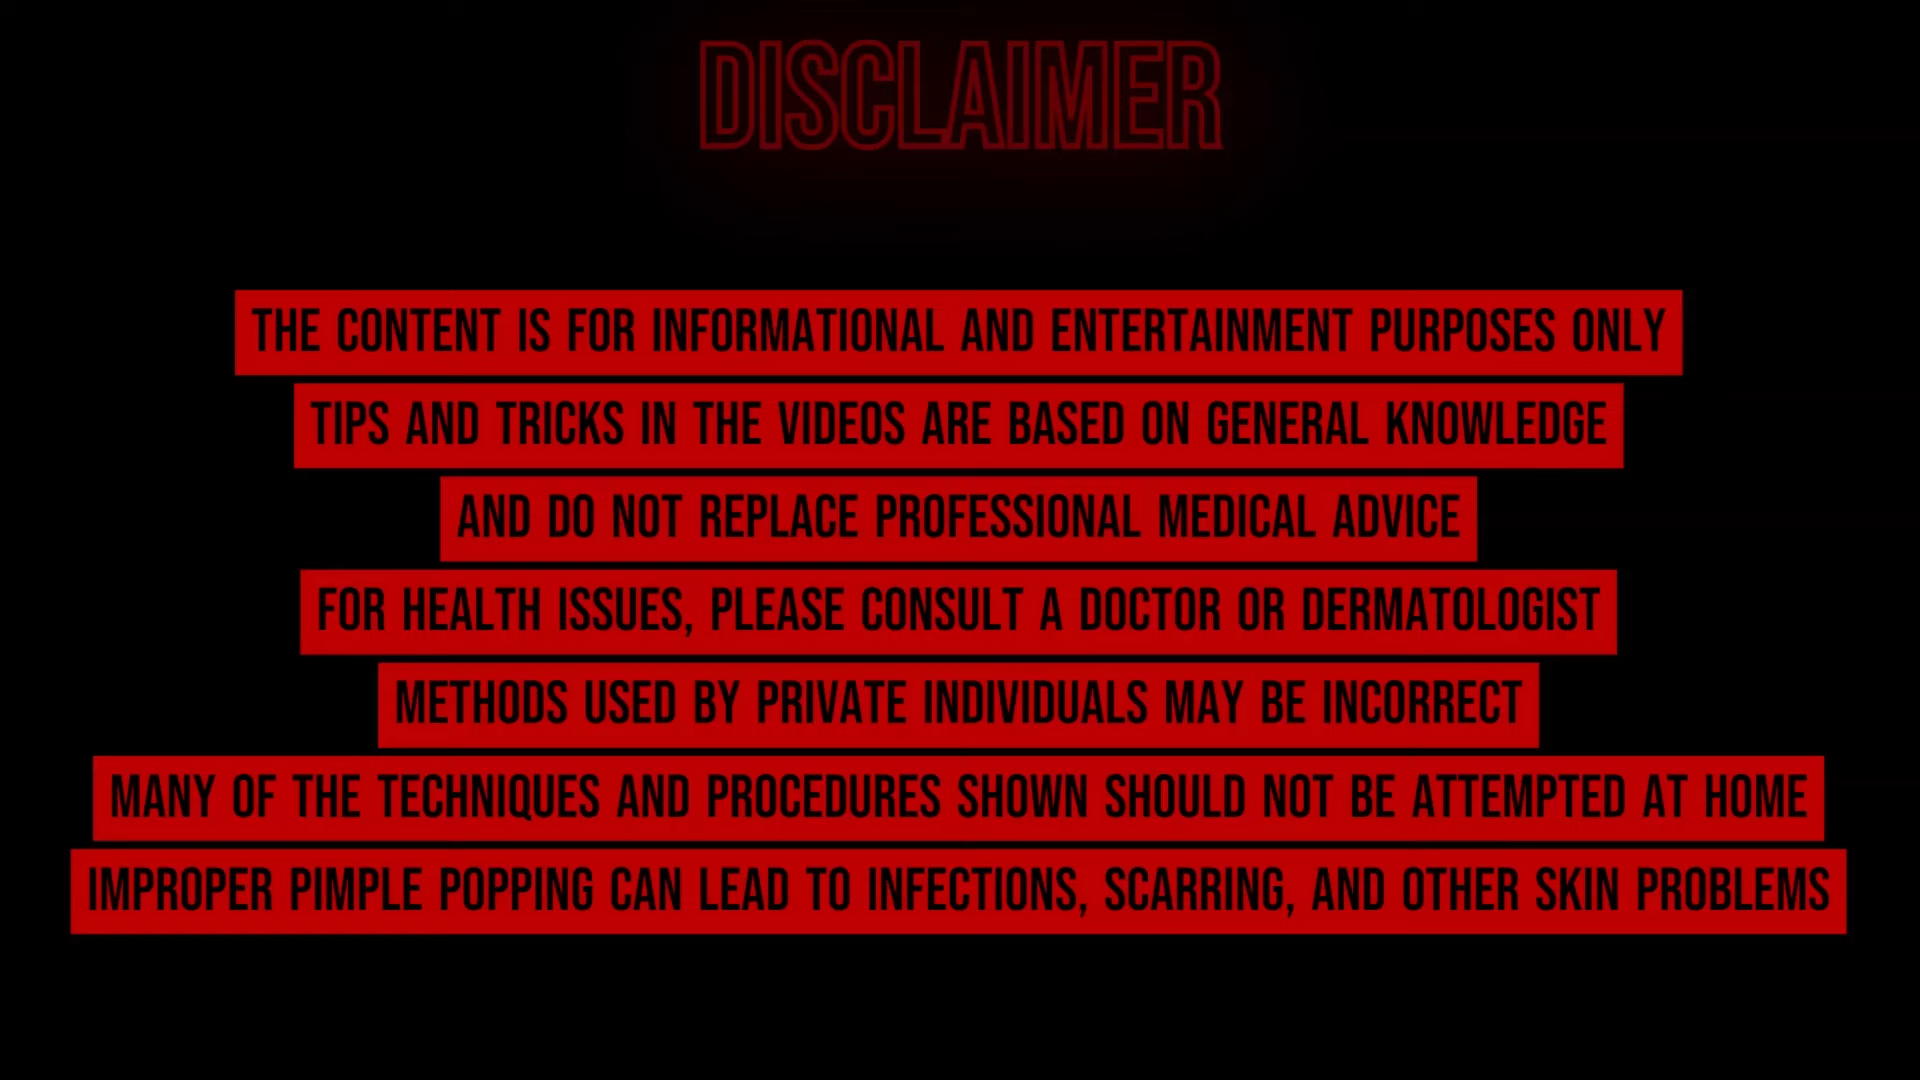 DISCLAIMER
THE CONTENT IS FOR INFORMATIONAL AND ENTERTAINMENT PURPOSES ONLY
TIPS AND TRICKS IN THE VIDEOS ARE BASED ON GENERAL KNOWLEDGE
AND DO NOT REPLACE PROFESSIONAL MEDICAL ADVICE
FOR HEALTH ISSUES, PLEASE CONSULT A DOCTOR OR DERMATOLOGIST
METHODS USED BY PRIVATE INDIVIDUALS MAY BE INCORRECT
MANY OF THE TECHNIQUES AND PROCEDURES SHOWN SHOULD NOT BE ATTEMPTED AT HOME
IMPROPER PIMPLE POPPING CAN LEAD TO INFECTIONS, SCARRING, AND OTHER SKIN PROBLEMS